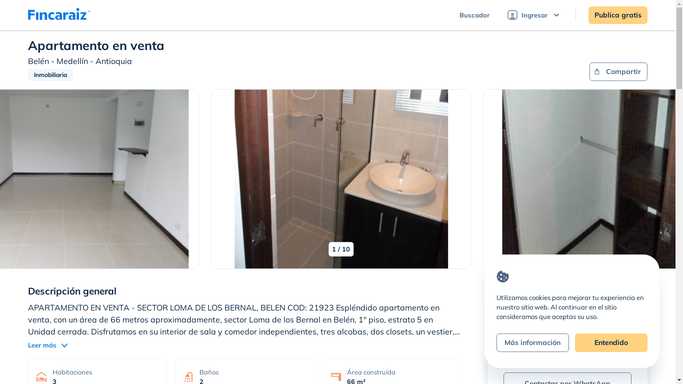 Fincaraiz
Buscador
Ingresar
Publica gratis
Apartamento en venta
Belén - Medellín - Antioquia
Inmobiliaria
Compartir
1 / 10
Descripción general
APARTAMENTO EN VENTA - SECTOR LOMA DE LOS BERNAL, BELEN COD: 21923 Espléndido apartamento en
venta, con un área de 66 metros aproximadamente, sector Loma de los Bernal en Belén, 1° piso, estrato 5 en
Unidad cerrada. Disfrutamos en su interior de sala y comedor independientes, tres alcobas, dos closets, un vestier,...
Leer más
Habitaciones
3
Baños
2
Área construida
66 m²
Utilizamos cookies para mejorar tu experiencia en
nuestro sitio web. Al continuar en el sitio
consideramos que aceptas su uso.
Más información
Entendido
Contactar por WhatsApp